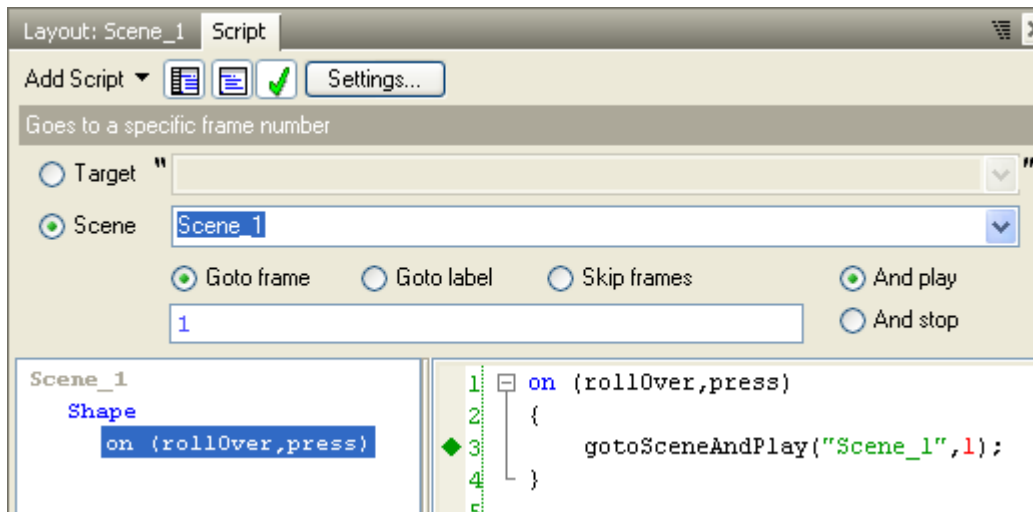 Layout: Scene_1 Script
Add Script Settings...
Goes to a specific frame number
Target " "
Scene Scene_1
Goto frame Goto label Skip frames And play
1 And stop
Scene_1
Shape
on (rollOver,press)
1 on (rollOver,press)
2 {
3 gotoSceneAndPlay("Scene_1",1);
4 }
5